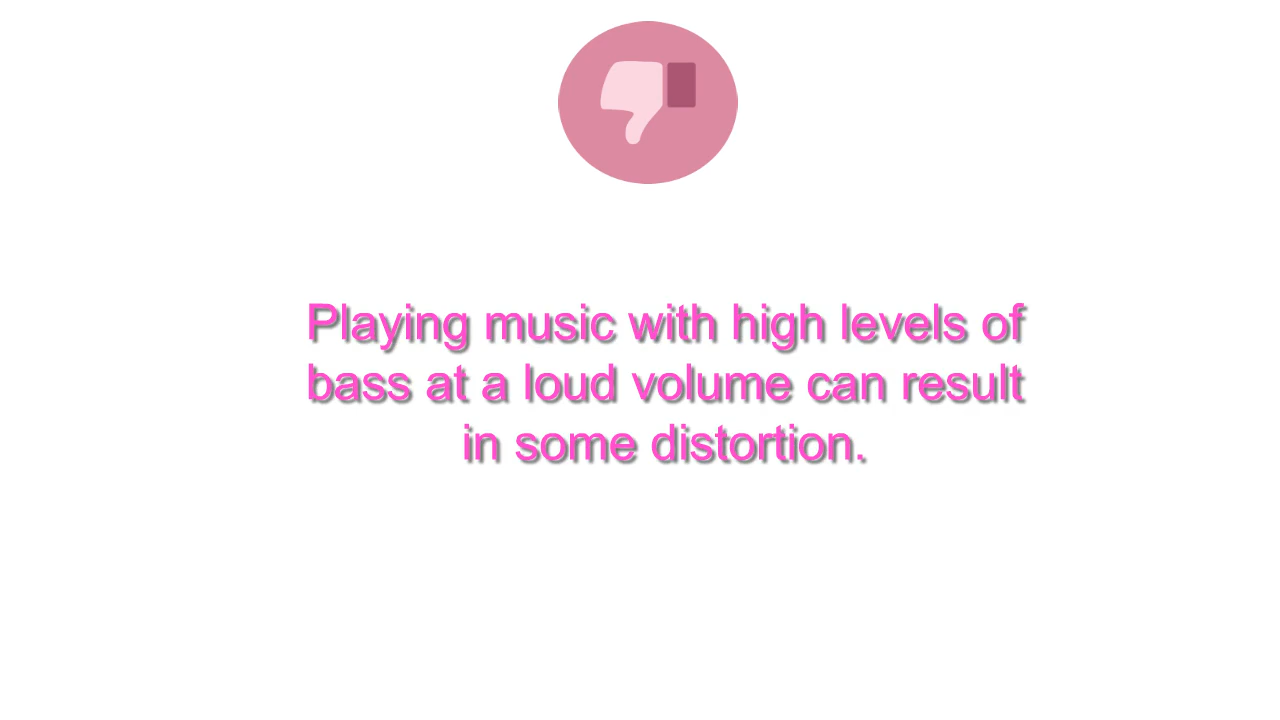 Playing music with high levels of
bass at a loud volume can result
in some distortion.